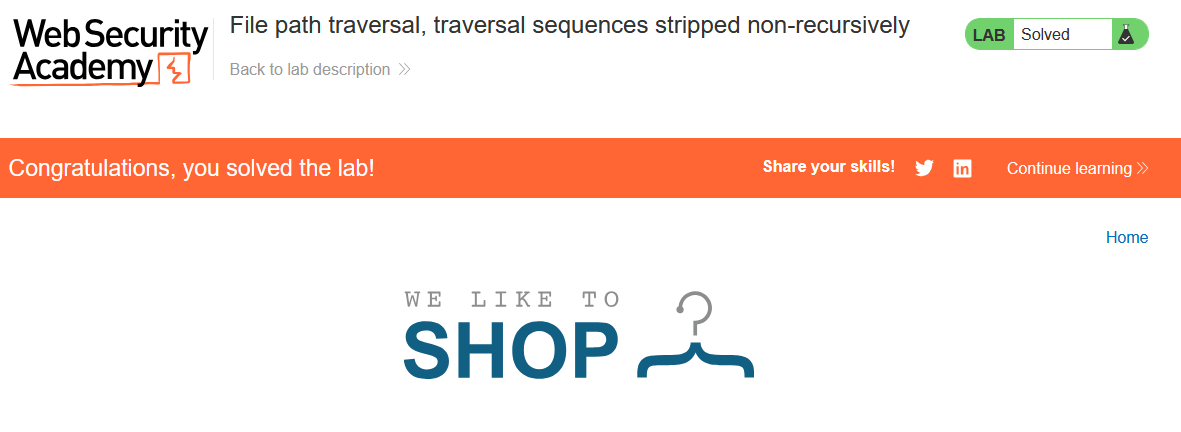 Web Security
Academy
File path traversal, traversal sequences stripped non-recursively
Back to lab description
LAB Solved
Congratulations, you solved the lab!
Share your skills!
Continue learning
Home
WE LIKE TO
SHOP